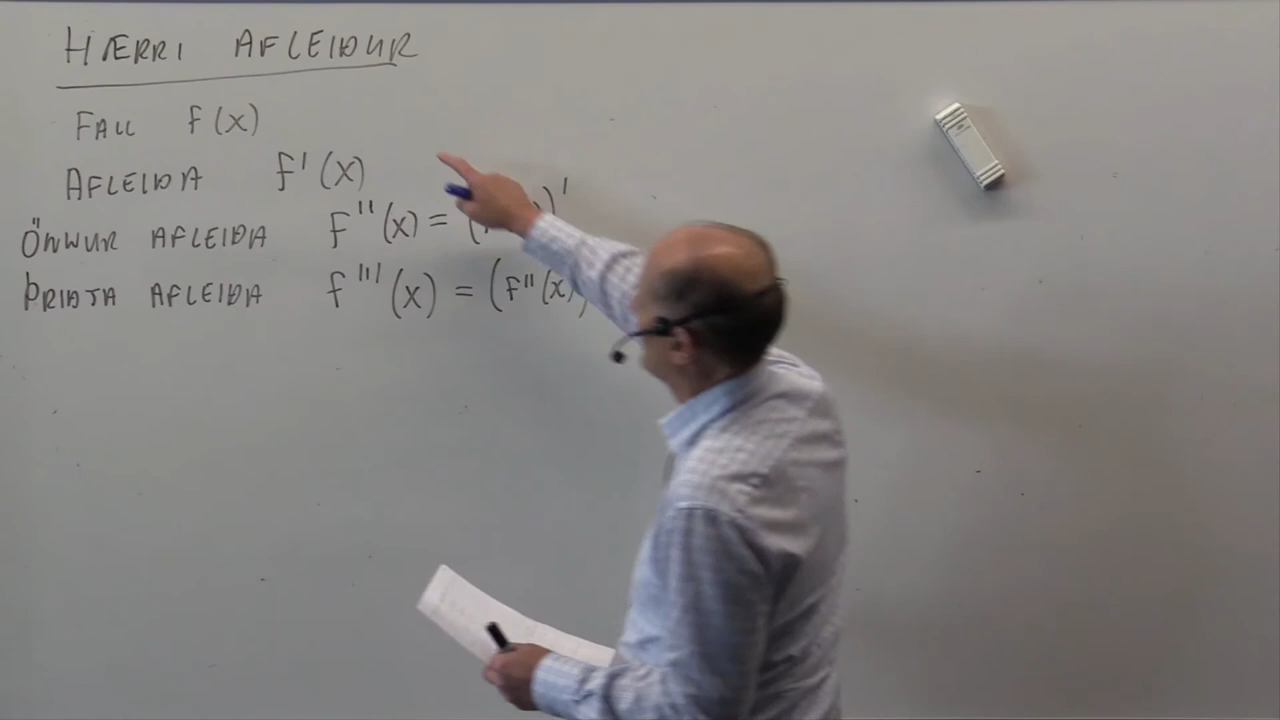 HÆRRI AFLEIÐUR
FALL f(x)
AFLEIÐA f'(x)
ÖNNUR AFLEIÐA f''(x) = ( )'
ÞRIÐJA AFLEIÐA f'''(x) = (f''(x)